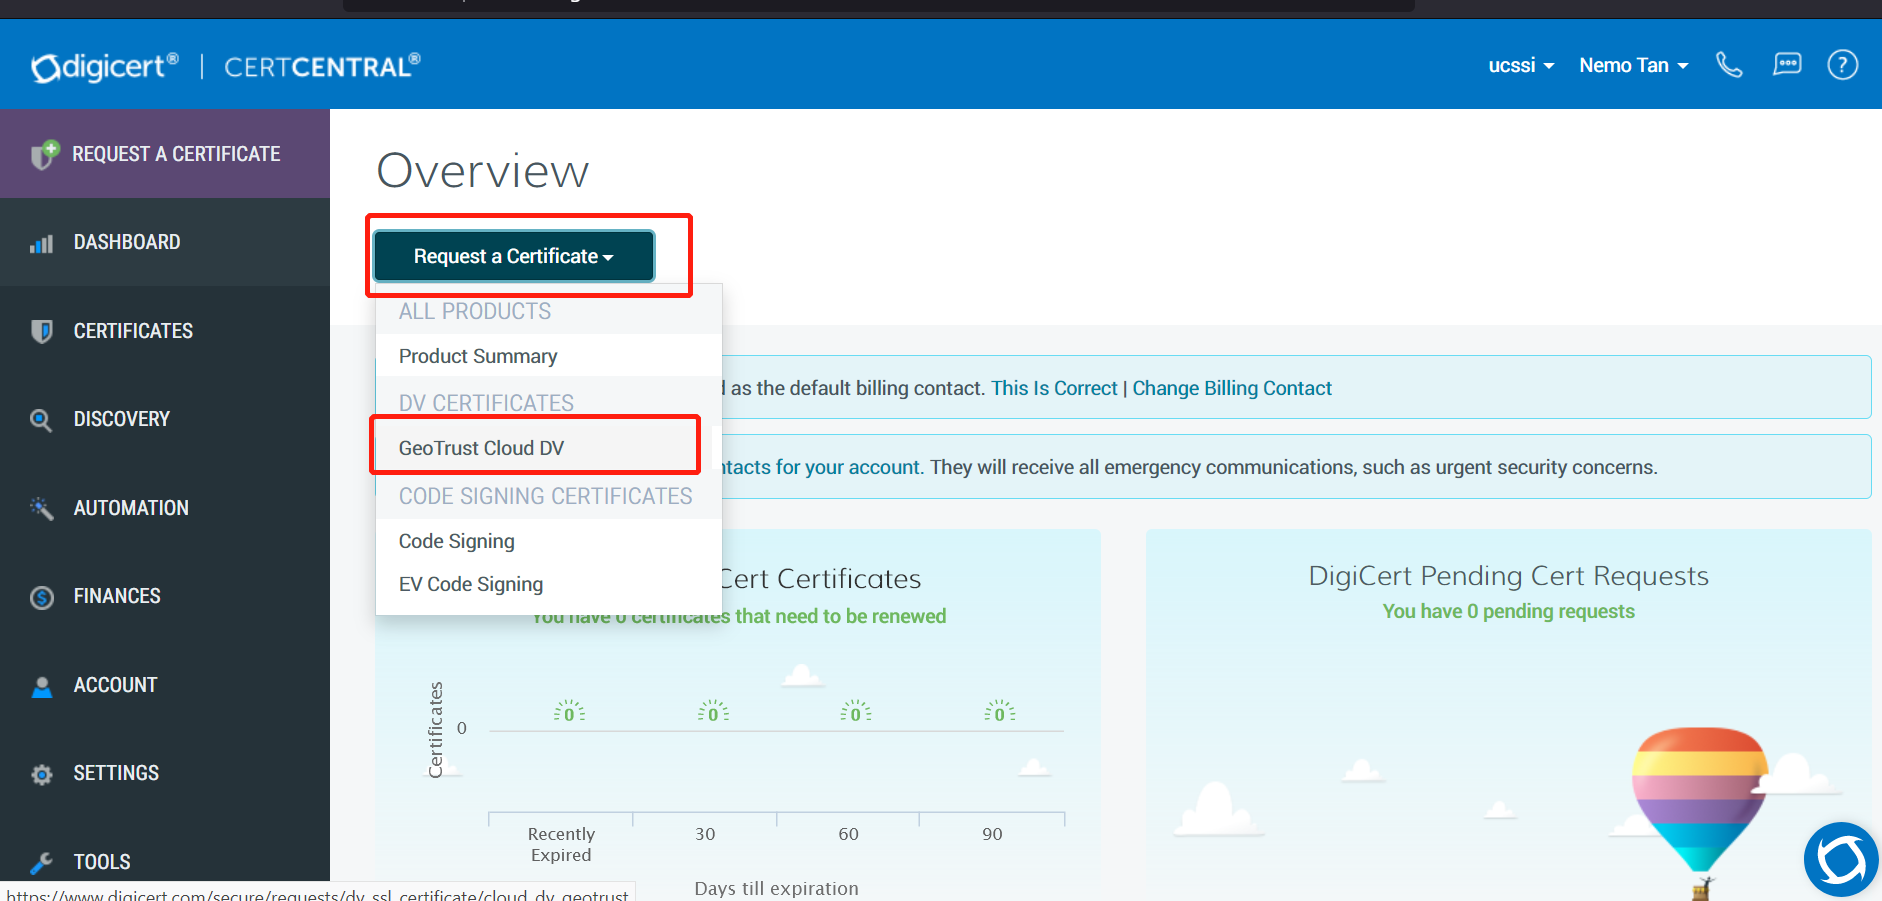 digicert® | CERTCENTRAL®
ucssi
Nemo Tan
?
REQUEST A CERTIFICATE
DASHBOARD
CERTIFICATES
DISCOVERY
AUTOMATION
FINANCES
ACCOUNT
SETTINGS
TOOLS
Overview
Request a Certificate
ALL PRODUCTS
Product Summary
DV CERTIFICATES
GeoTrust Cloud DV
CODE SIGNING CERTIFICATES
Code Signing
EV Code Signing
as the default billing contact. This Is Correct | Change Billing Contact
ntacts for your account. They will receive all emergency communications, such as urgent security concerns.
Cert Certificates
You have 0 certificates that need to be renewed
Certificates
0
0 0 0 0
Recently Expired
30
60
90
Days till expiration
DigiCert Pending Cert Requests
You have 0 pending requests
https://www.digicert.com/secure/requests/dv_ssl_certificate/cloud_dv_geotrust